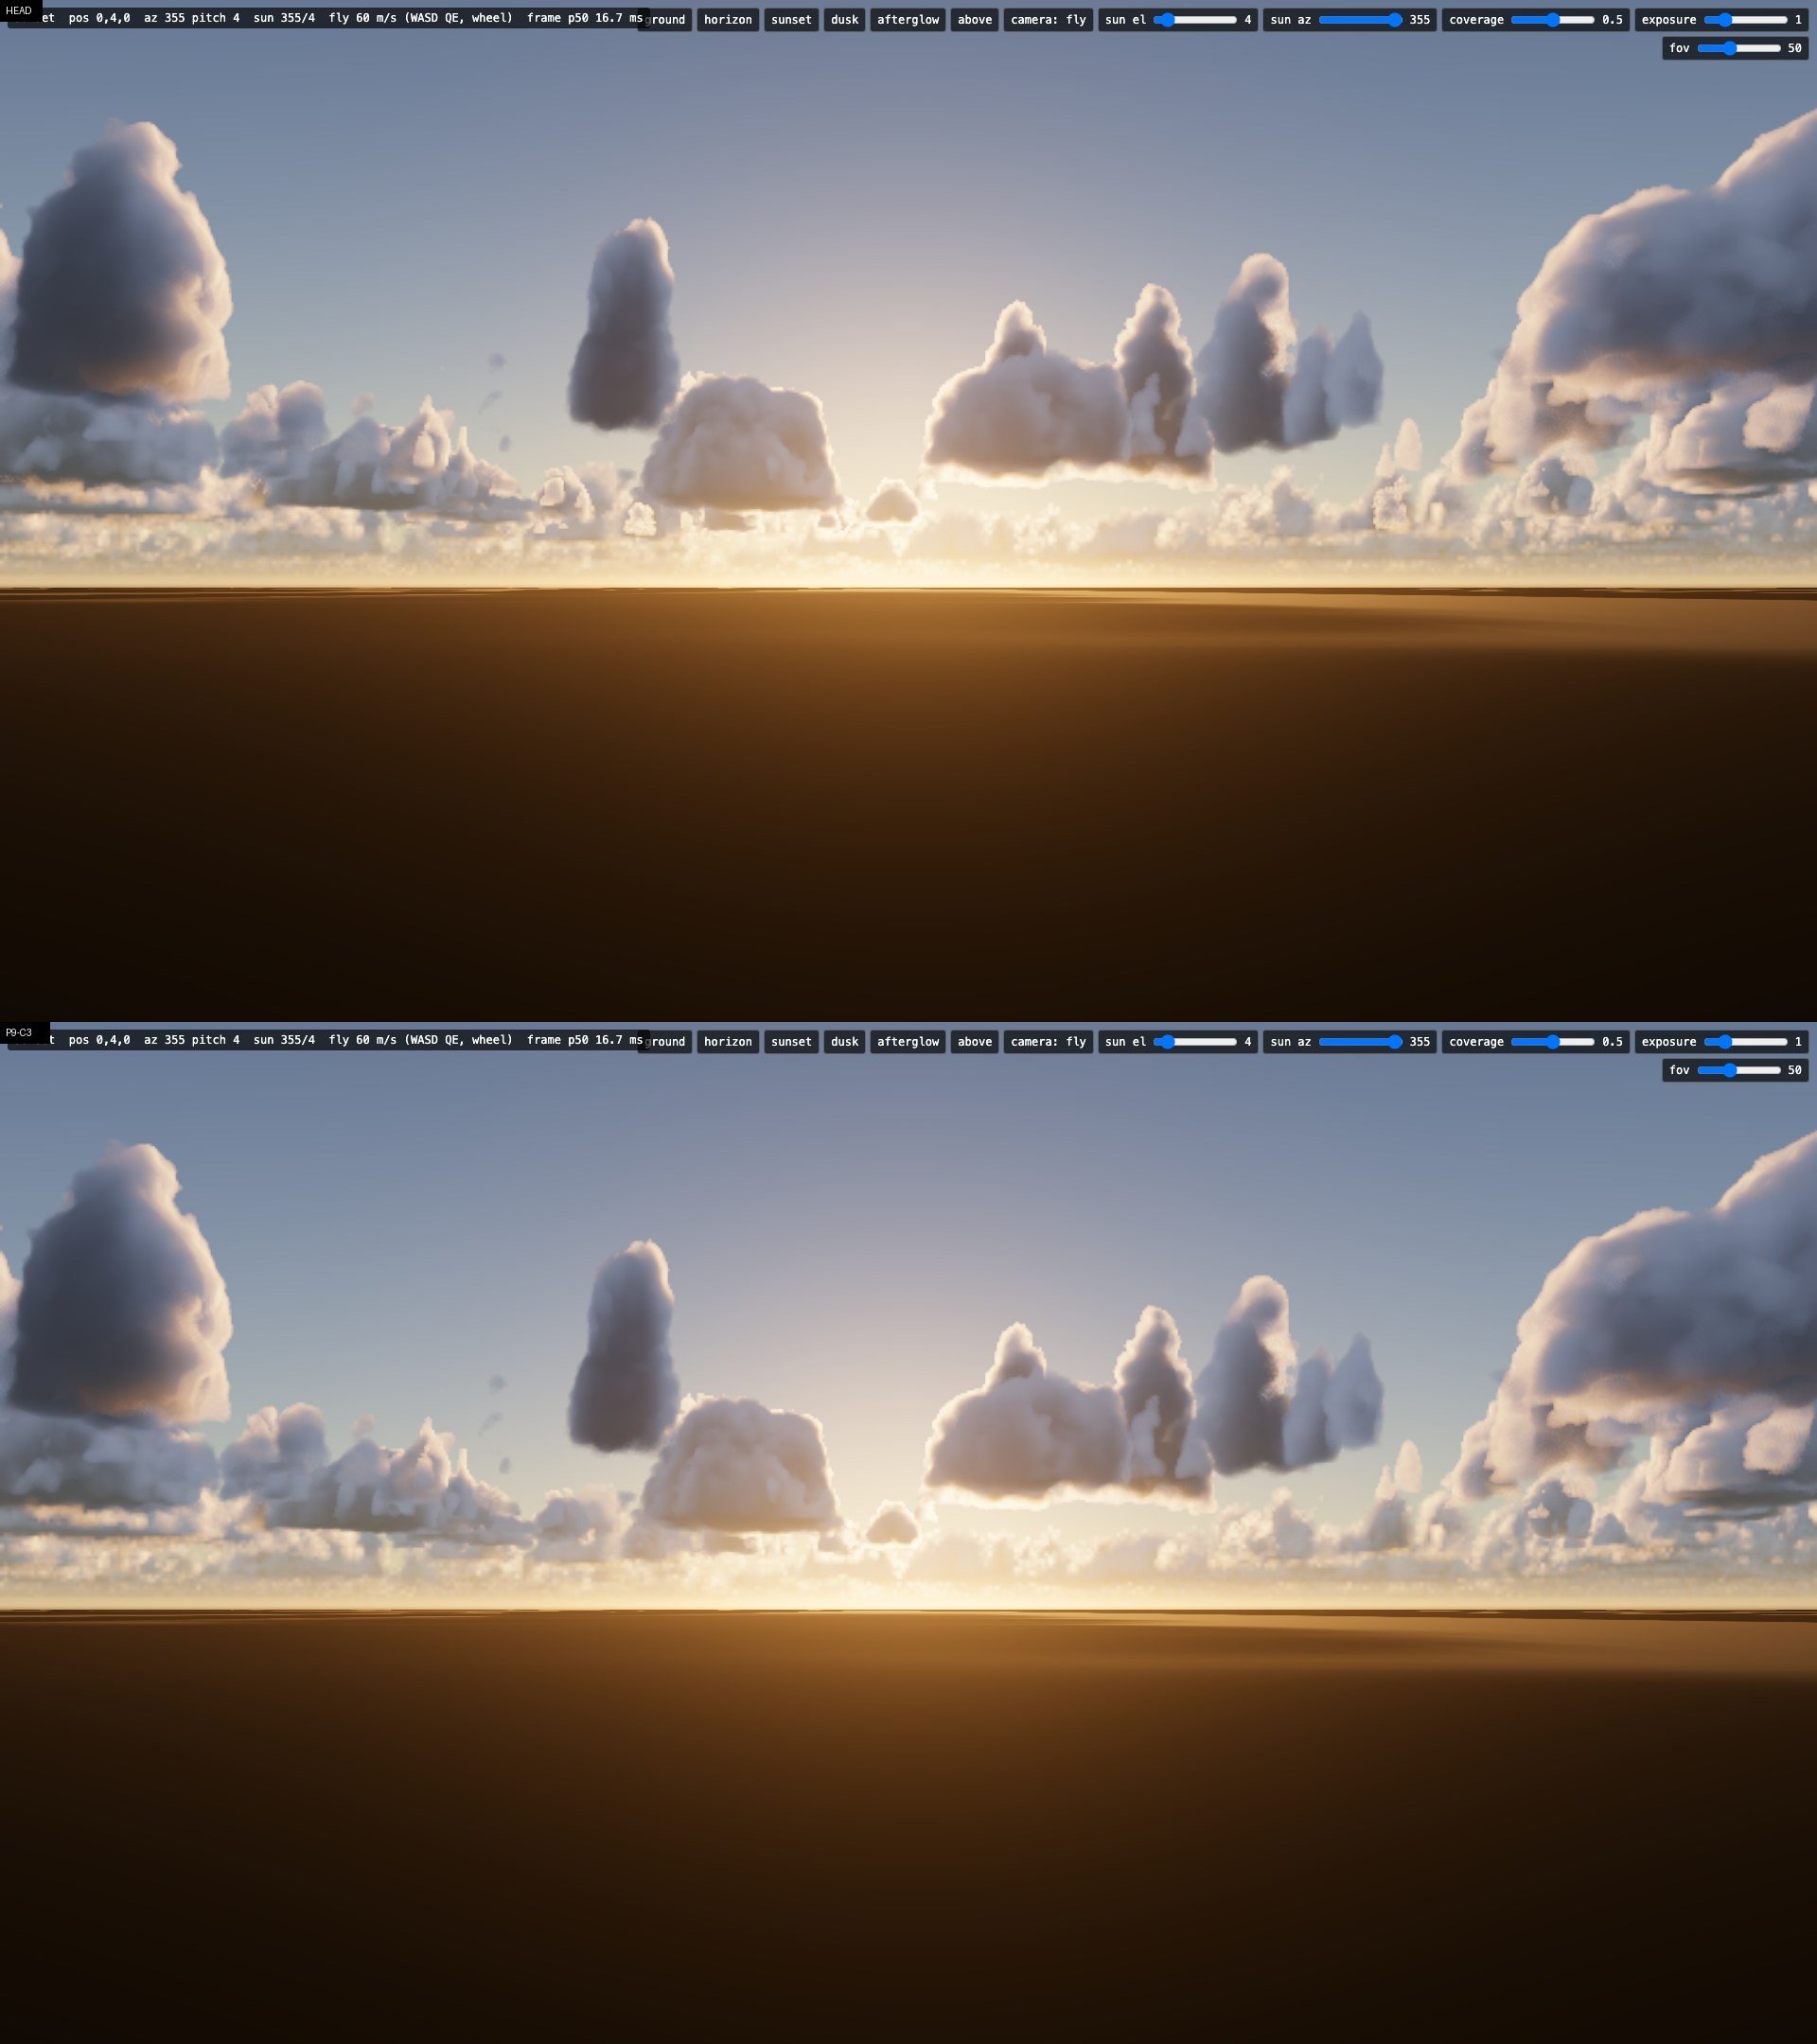 HEAD
et pos 0,4,0 az 355 pitch 4 sun 355/4 fly 60 m/s (WASD QE, wheel) frame p50 16.7 ms ground horizon sunset dusk afterglow above camera: fly sun el 4 sun az 355 coverage 0.5 exposure 1
fov 50
P9-C3
t pos 0,4,0 az 355 pitch 4 sun 355/4 fly 60 m/s (WASD QE, wheel) frame p50 16.7 ms ground horizon sunset dusk afterglow above camera: fly sun el 4 sun az 355 coverage 0.5 exposure 1
fov 50